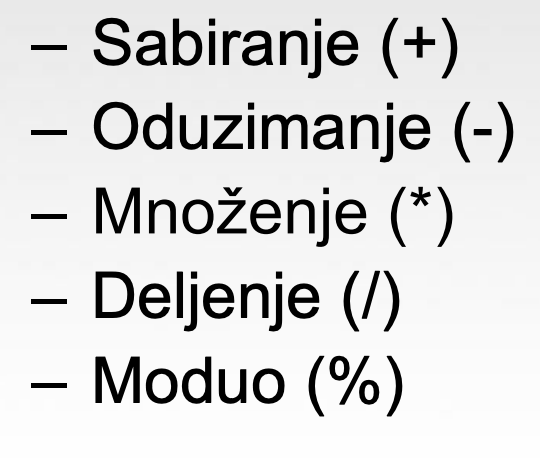 – Sabiranje (+)
– Oduzimanje (-)
– Množenje (*)
– Deljenje (/)
– Moduo (%)